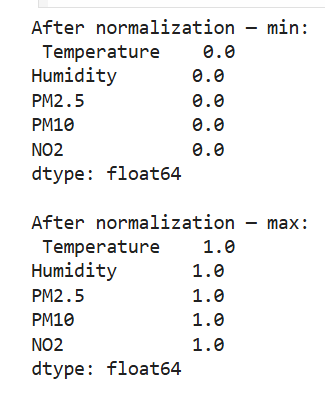 After normalization — min:
 Temperature    0.0
Humidity       0.0
PM2.5          0.0
PM10           0.0
NO2            0.0
dtype: float64

After normalization — max:
 Temperature    1.0
Humidity       1.0
PM2.5          1.0
PM10           1.0
NO2            1.0
dtype: float64